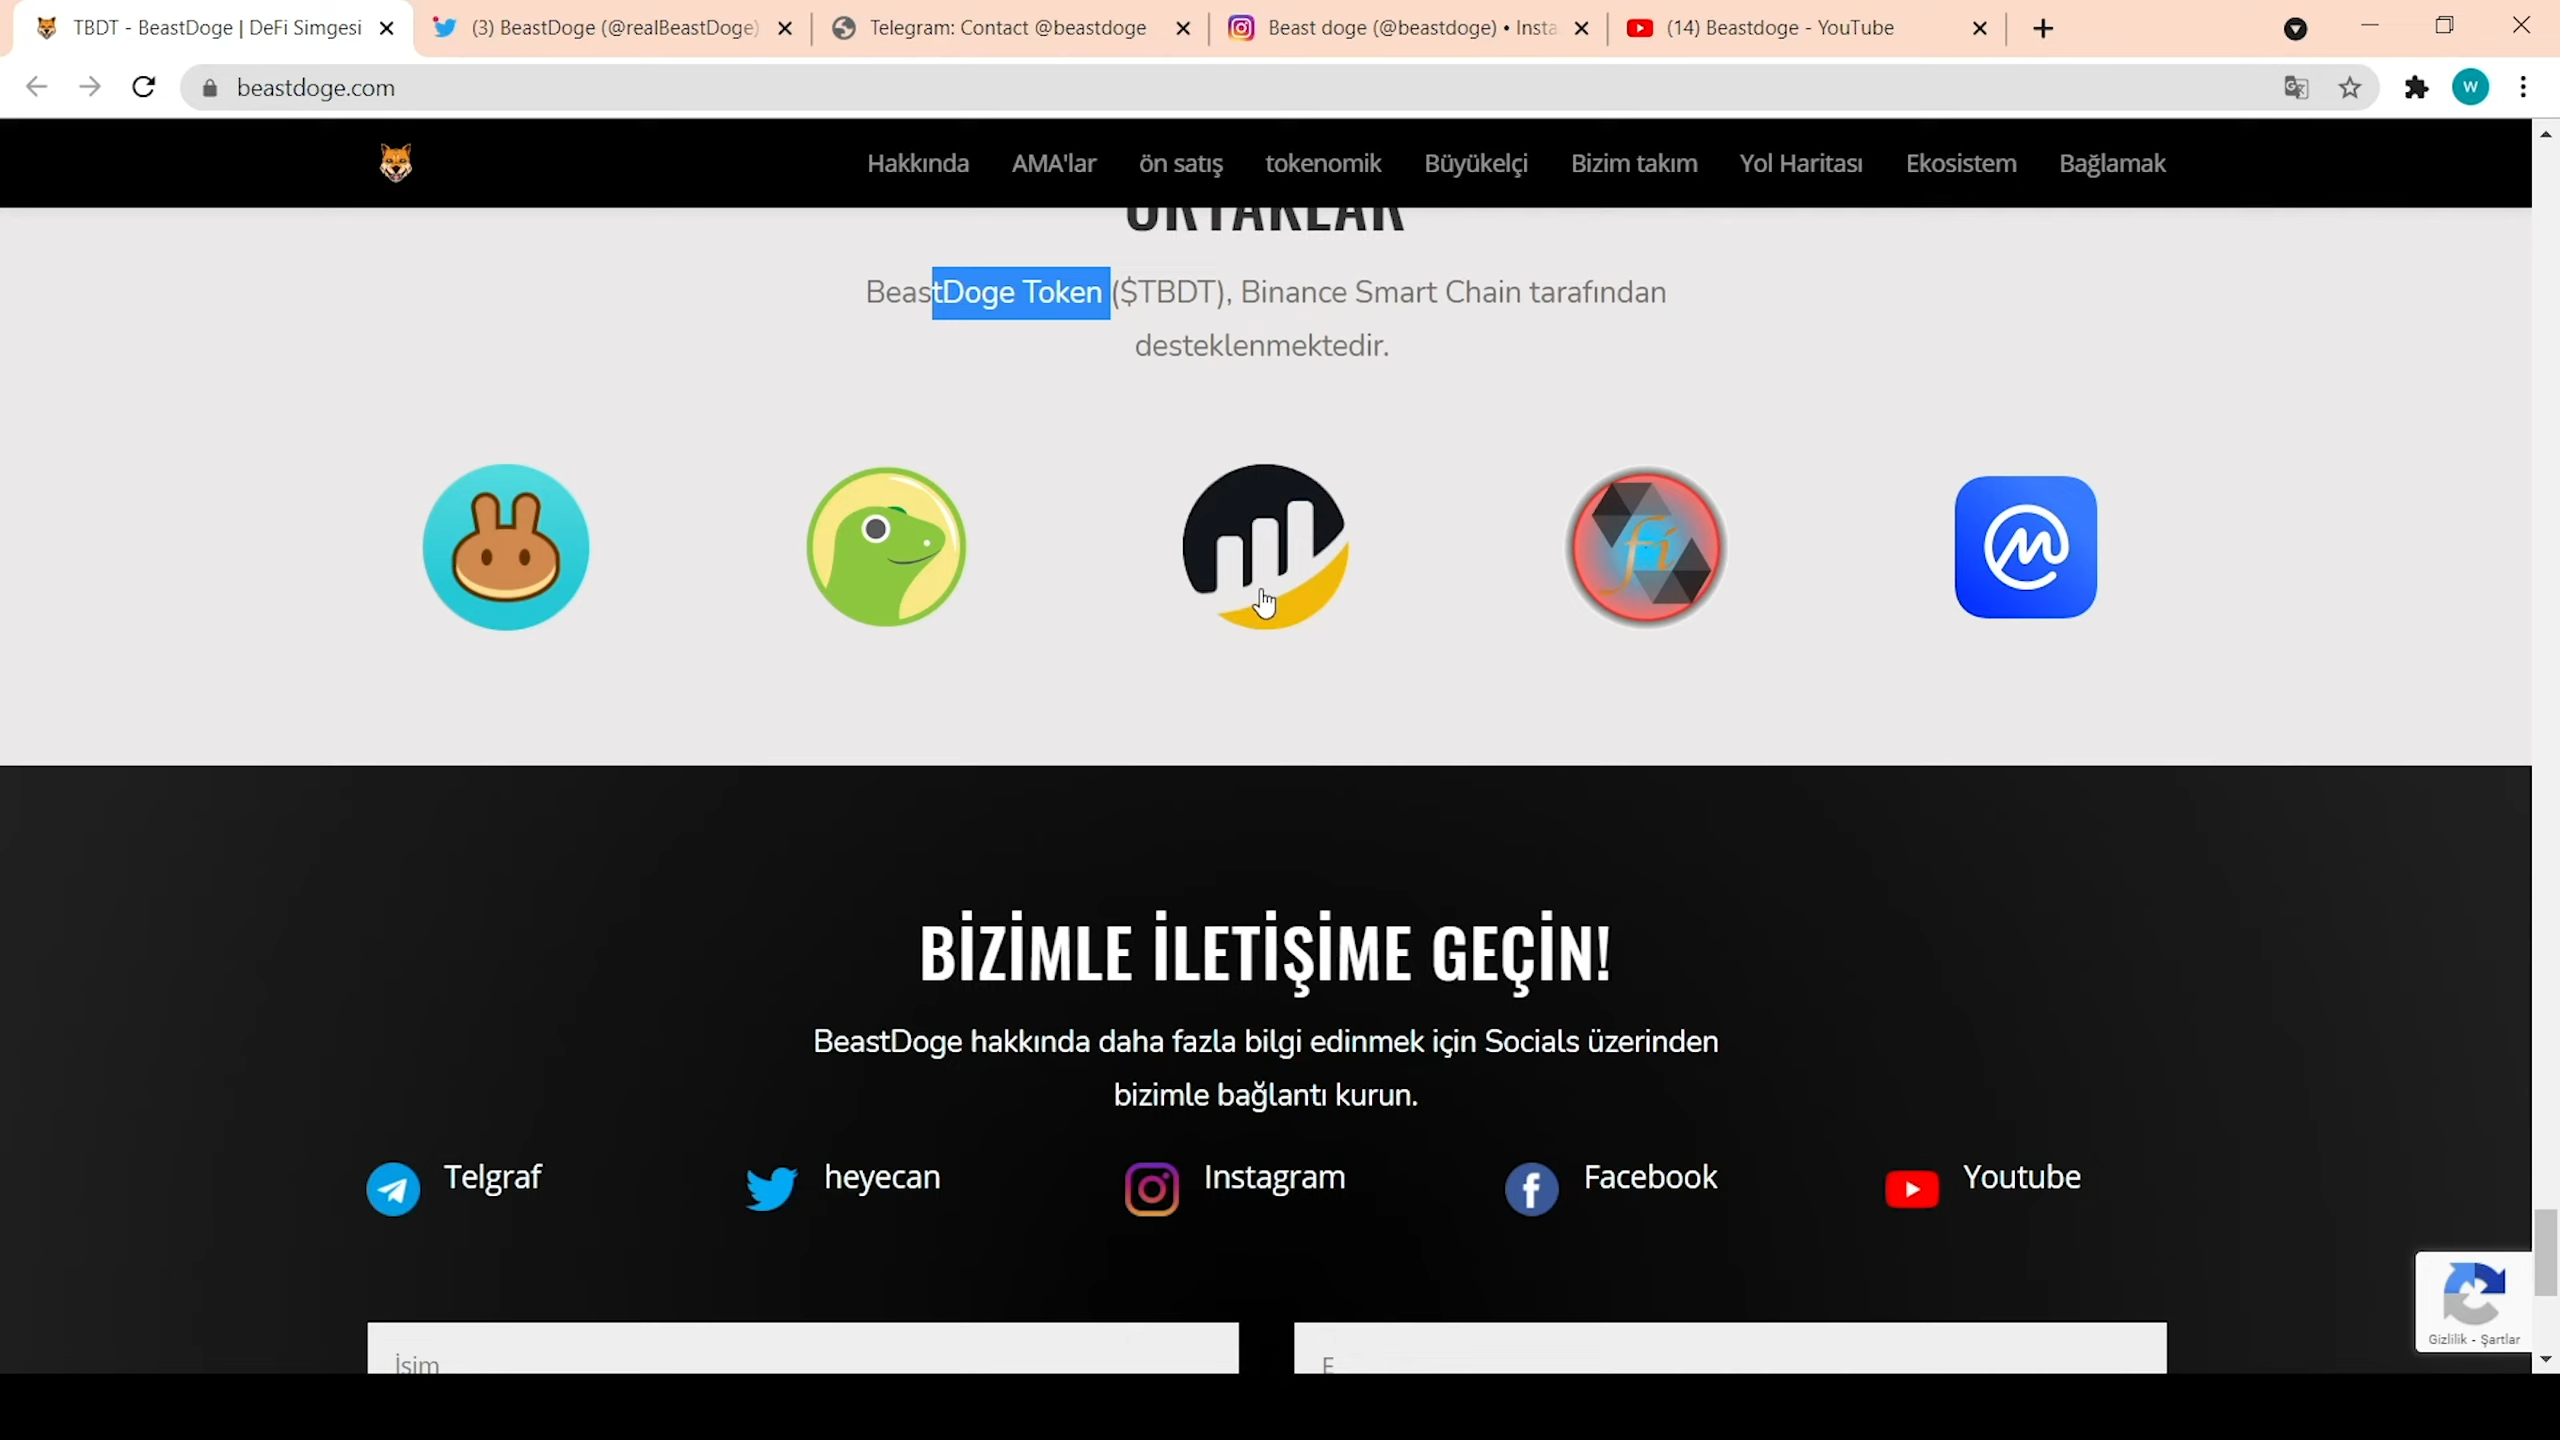 TBDT - BeastDoge | DeFi Simgesi
(3) BeastDoge (@realBeastDoge)
Telegram: Contact @beastdoge
Beast doge (@beastdoge) • Insta
(14) Beastdoge - YouTube
beastdoge.com
W
Hakkında AMA'lar ön satış tokenomik Büyükelçi Bizim takım Yol Haritası Ekosistem Bağlamak
ORTAKLAR
BeastDoge Token ($TBDT), Binance Smart Chain tarafından
desteklenmektedir.
fi
BİZİMLE İLETİŞİME GEÇİN!
BeastDoge hakkında daha fazla bilgi edinmek için Socials üzerinden
bizimle bağlantı kurun.
Telgraf heyecan Instagram Facebook Youtube
Gizlilik - Şartlar
İsim
E